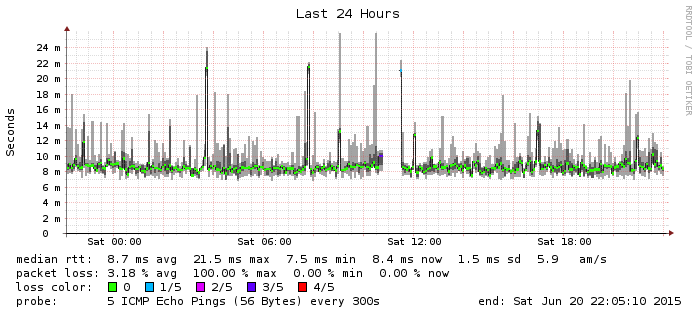 Last 24 Hours
RRDTOOL / TOBI OETIKER
Seconds
24 m
22 m
20 m
18 m
16 m
14 m
12 m
10 m
8 m
6 m
4 m
2 m
0
Sat 00:00 Sat 06:00 Sat 12:00 Sat 18:00
median rtt: 8.7 ms avg 21.5 ms max 7.5 ms min 8.4 ms now 1.5 ms sd 5.9 am/s
packet loss: 3.18 % avg 100.00 % max 0.00 % min 0.00 % now
loss color: 0 1/5 2/5 3/5 4/5
probe: 5 ICMP Echo Pings (56 Bytes) every 300s end: Sat Jun 20 22:05:10 2015